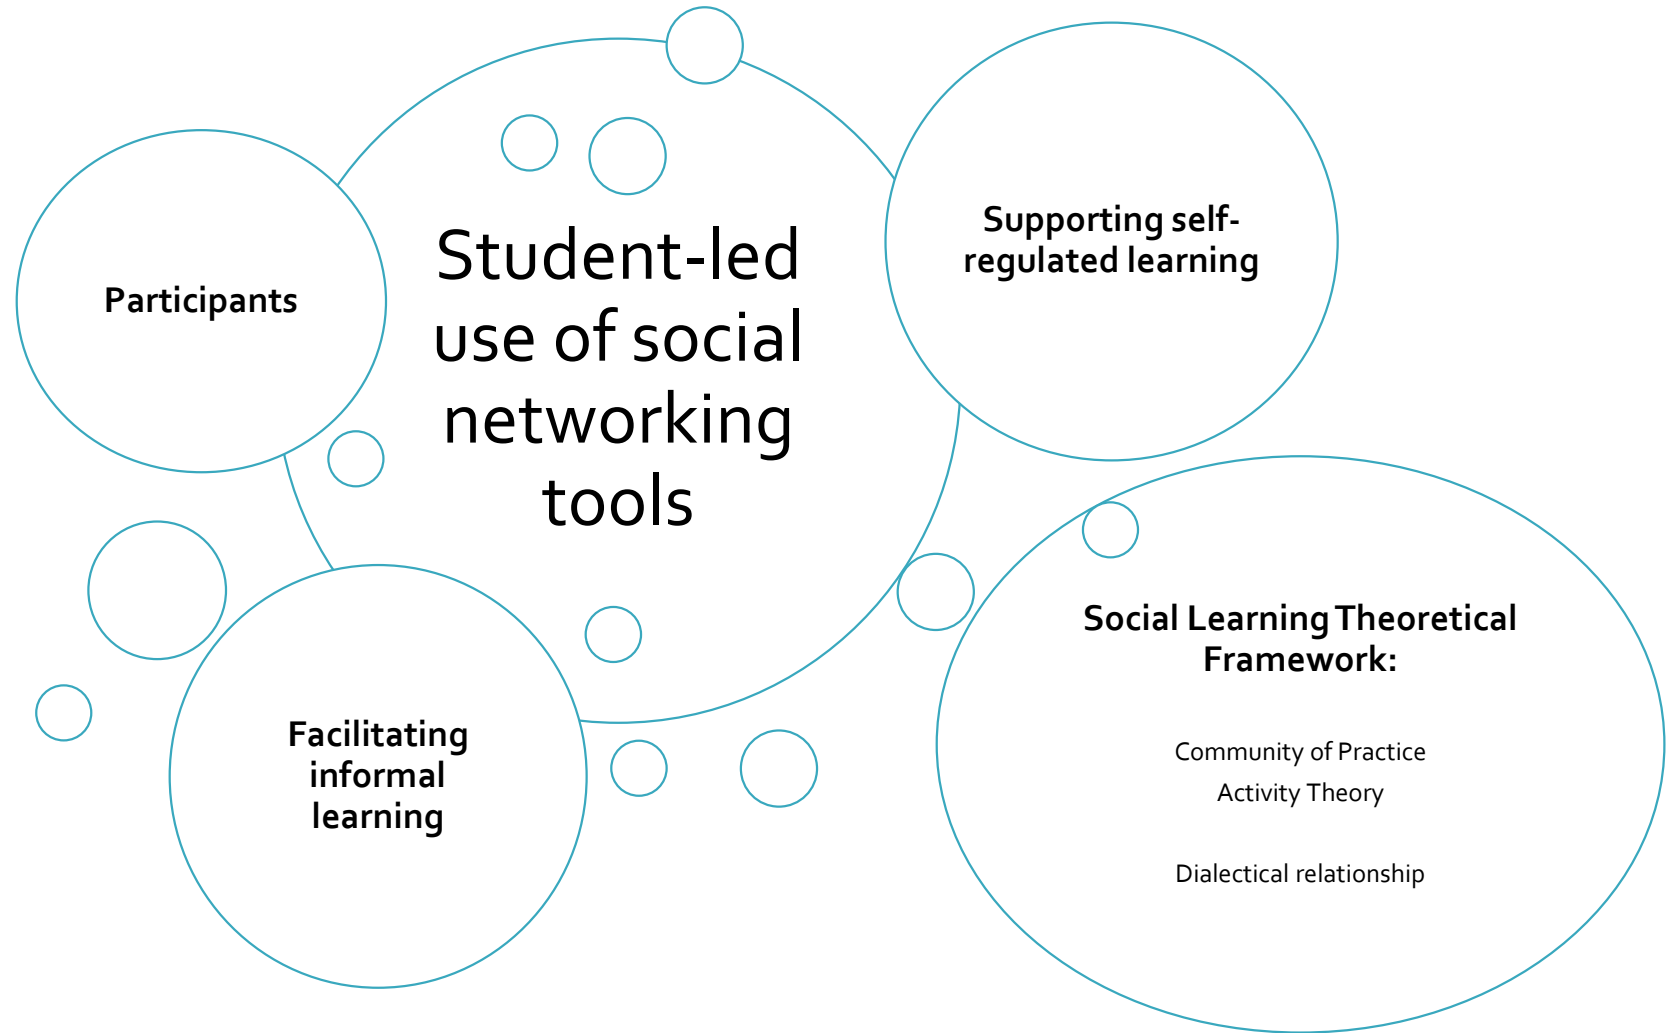 Student-led
use of social
networking
tools
Participants
Supporting self-
regulated learning
Facilitating
informal
learning
Social Learning Theoretical
Framework:
Community of Practice
Activity Theory
Dialectical relationship